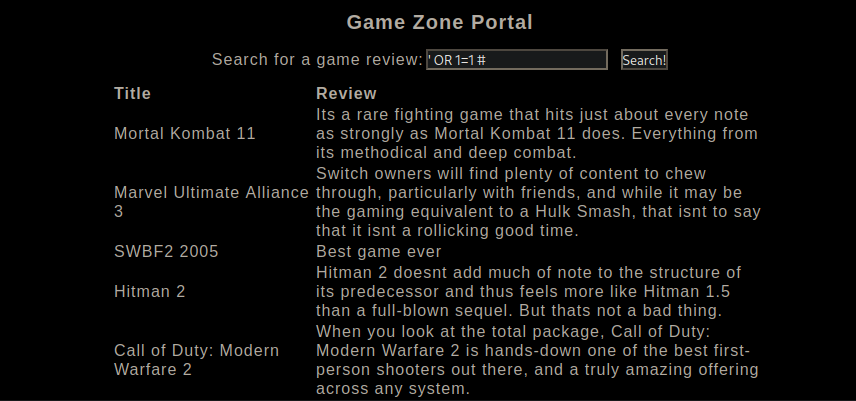 Game Zone Portal
Search for a game review: ' OR 1=1 # Search!
Title Review
Mortal Kombat 11
Its a rare fighting game that hits just about every note
as strongly as Mortal Kombat 11 does. Everything from
its methodical and deep combat.
Marvel Ultimate Alliance
3
Switch owners will find plenty of content to chew
through, particularly with friends, and while it may be
the gaming equivalent to a Hulk Smash, that isnt to say
that it isnt a rollicking good time.
SWBF2 2005
Best game ever
Hitman 2
Hitman 2 doesnt add much of note to the structure of
its predecessor and thus feels more like Hitman 1.5
than a full-blown sequel. But thats not a bad thing.
Call of Duty: Modern
Warfare 2
When you look at the total package, Call of Duty:
Modern Warfare 2 is hands-down one of the best first-
person shooters out there, and a truly amazing offering
across any system.